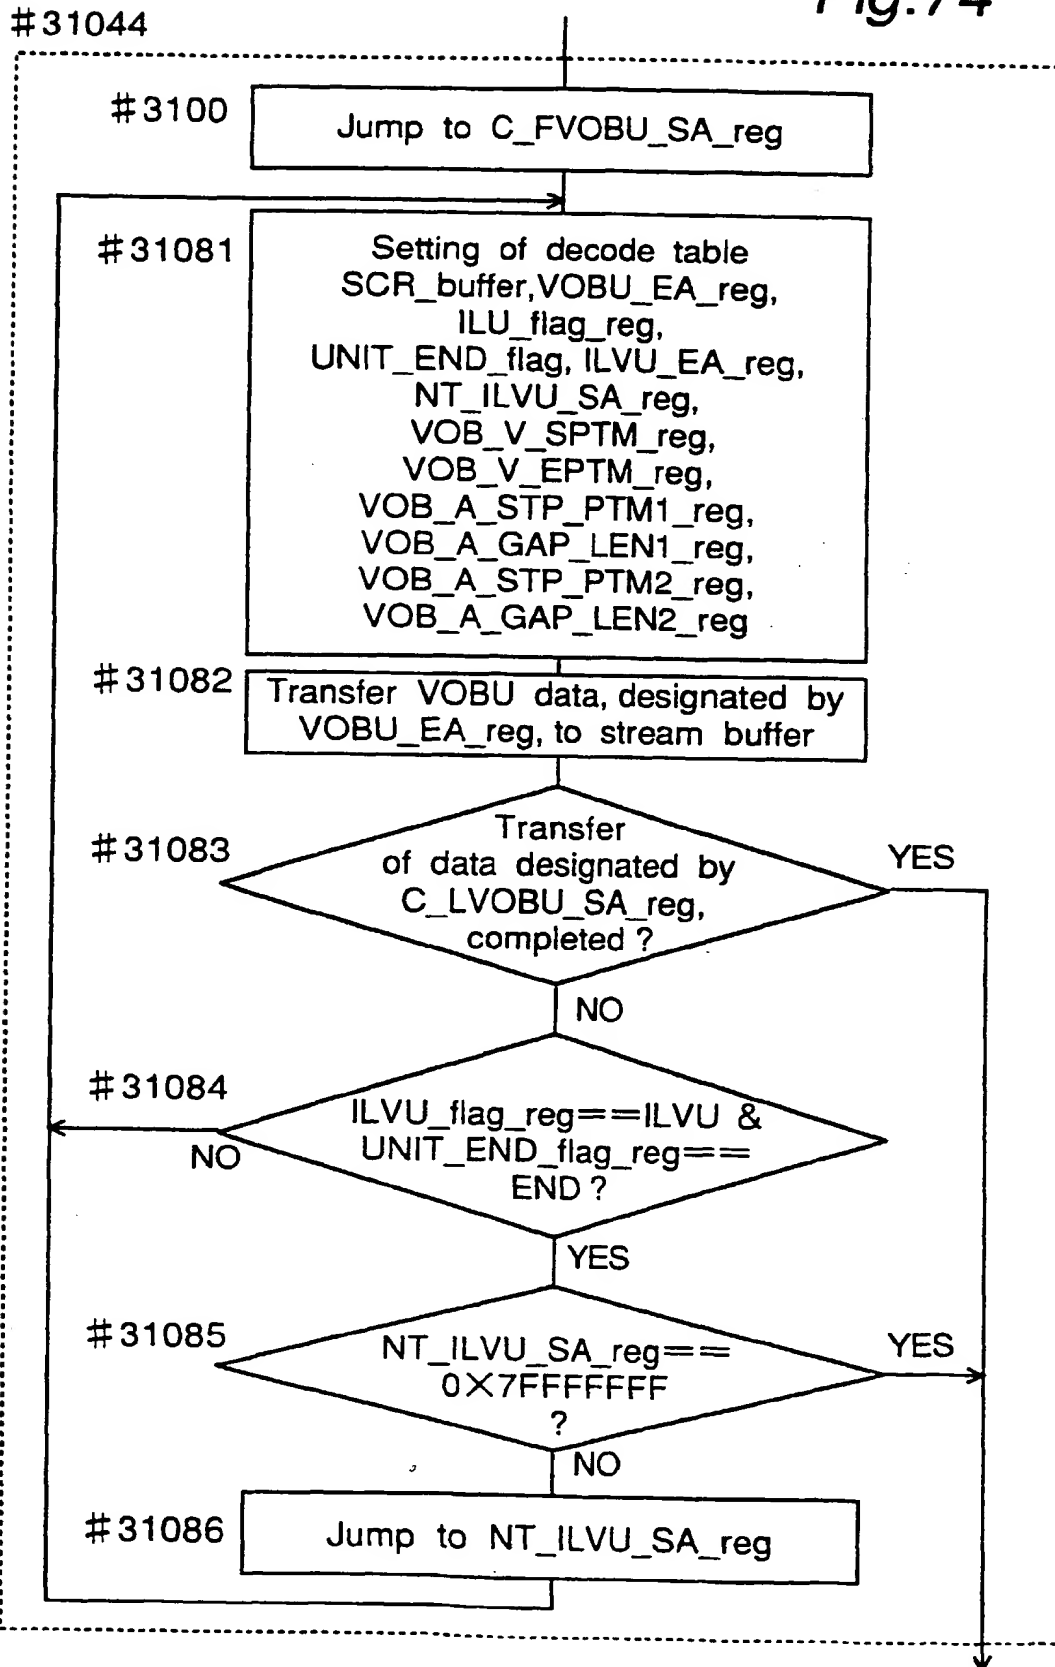 Fig.74
#31044
#3100
Jump to C_FVOBU_SA_reg
#31081
Setting of decode table
SCR_buffer,VOBU_EA_reg,
ILU_flag_reg,
UNIT_END_flag, ILVU_EA_reg,
NT_ILVU_SA_reg,
VOB_V_SPTM_reg,
VOB_V_EPTM_reg,
VOB_A_STP_PTM1_reg,
VOB_A_GAP_LEN1_reg,
VOB_A_STP_PTM2_reg,
VOB_A_GAP_LEN2_reg
#31082
Transfer VOBU data, designated by
VOBU_EA_reg, to stream buffer
#31083
Transfer
of data designated by
C_LVOBU_SA_reg,
completed ?
YES
NO
#31084
ILVU_flag_reg==ILVU &
UNIT_END_flag_reg==
END ?
NO
YES
#31085
NT_ILVU_SA_reg==
0X7FFFFFFF
?
YES
NO
#31086
Jump to NT_ILVU_SA_reg